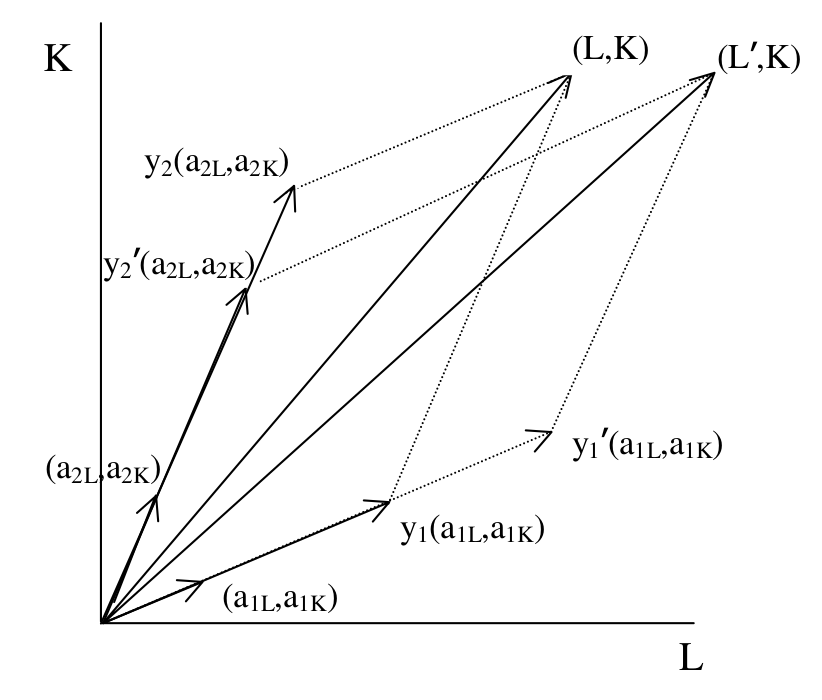 K
(L,K)
(L′,K)
y₂(a₂L,a₂K)
y₂′(a₂L,a₂K)
(a₂L,a₂K)
y₁′(a₁L,a₁K)
y₁(a₁L,a₁K)
(a₁L,a₁K)
L